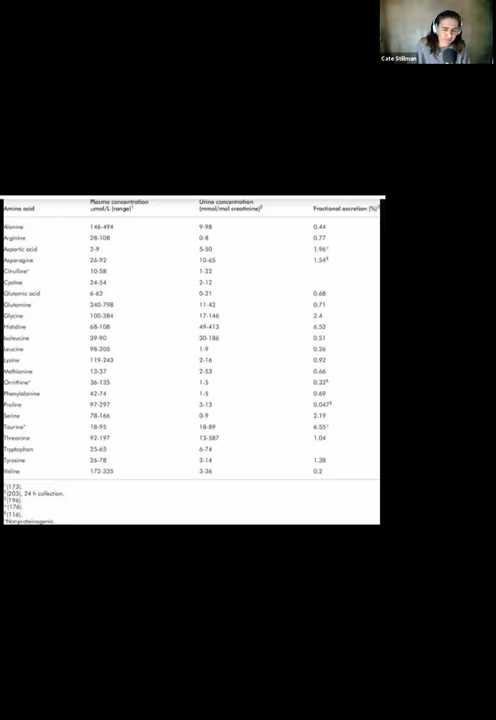 Cate Stillman
Amino acid Plasma concentration μmol/L (range)¹ Urine concentration (mmol/mol creatinine)² Fractional excretion (%)³
Alanine 146-494 9-98 0.44
Arginine 28-108 0-8 0.77
Aspartic acid 2-9 5-50 1.96⁴
Asparagine 26-92 10-65 1.54⁵
Citrulline* 10-58 1-22
Cystine 24-54 2-12
Glutamic acid 6-62 0-21 0.68
Glutamine 340-798 11-42 0.71
Glycine 100-384 17-146 2.4
Histidine 68-108 49-413 6.52
Isoleucine 39-90 30-186 0.51
Leucine 98-205 1-9 0.26
Lysine 119-243 2-16 0.92
Methionine 13-37 2-53 0.66
Ornithine* 36-135 1-5 0.32⁵
Phenylalanine 42-74 1-5 0.69
Proline 97-297 3-13 0.047⁵
Serine 78-166 0-9 2.19
Taurine* 18-95 18-89 6.55⁴
Threonine 92-197 13-587 1.04
Tryptophan 25-65 6-74
Tyrosine 26-78 3-14 1.38
Valine 172-335 3-36 0.2
¹(173).
²(203), 24 h collection.
³(196).
(176).
(116).
*Nonproteinogenic.